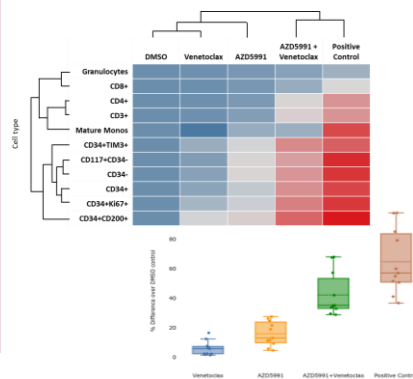 DMSO
Venetoclax
AZD5991
AZD5991 +
Venetoclax
Positive
Control
Cell type
Granulocytes
CD8+
CD4+
CD3+
Mature Monos
CD34+TIM3+
CD117+CD34-
CD34-
CD34+
CD34+Ki67+
CD34+CD200+
% Difference over DMSO control
80
60
40
20
0
Venetoclax
AZD5991
AZD5991+Venetoclax
Positive Contr